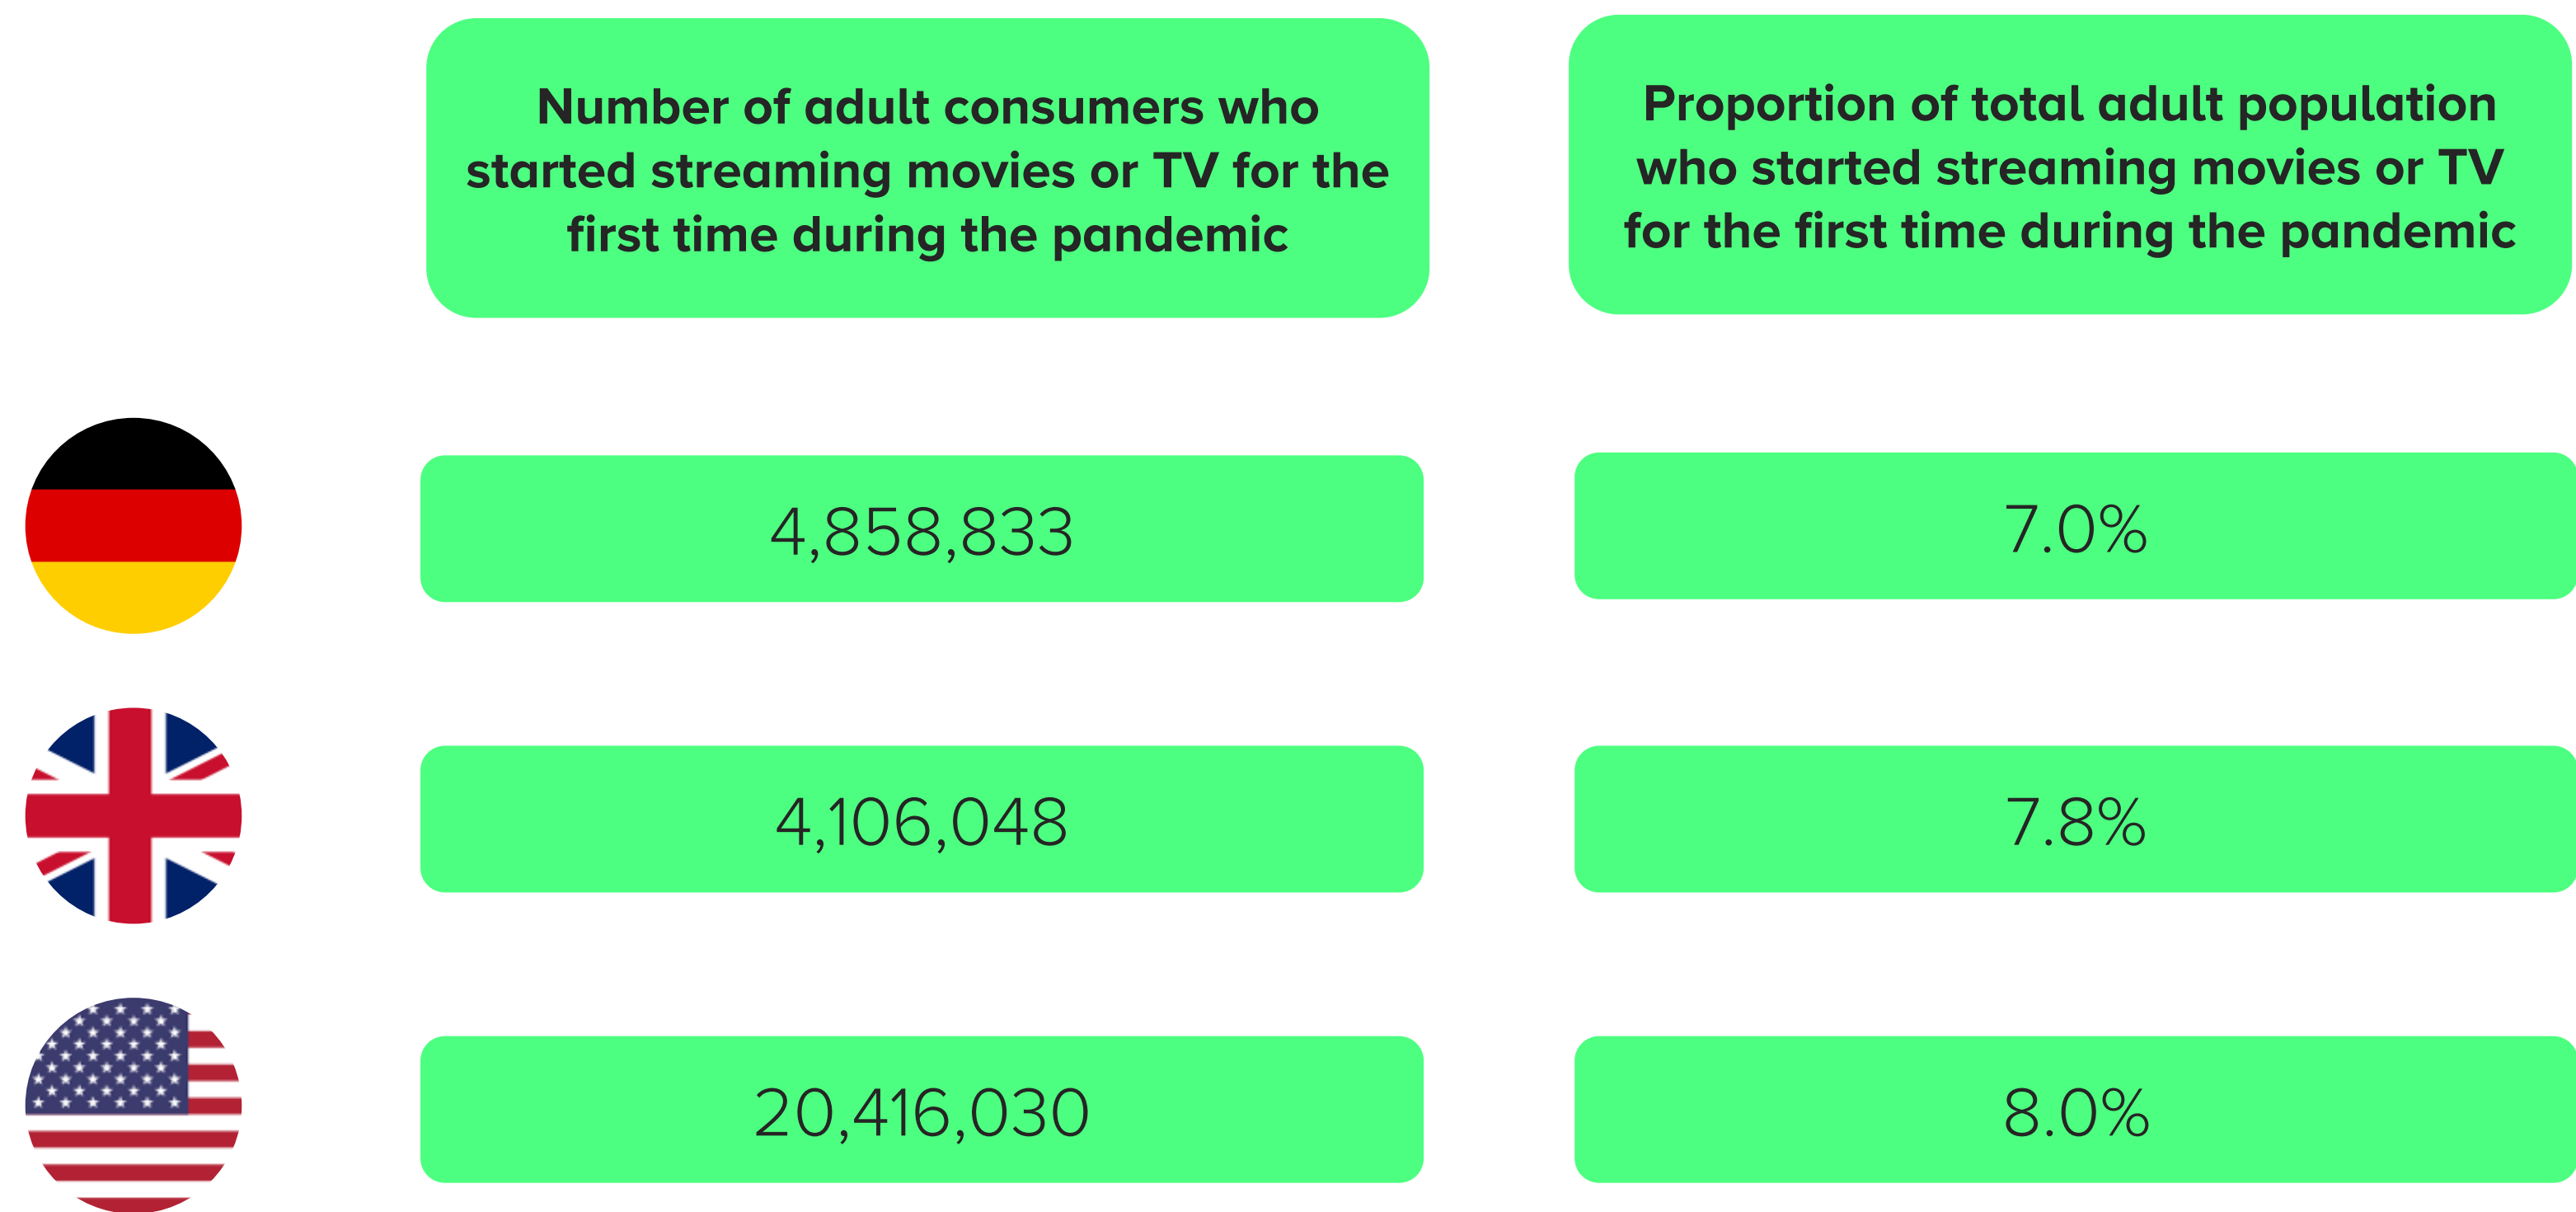 Number of adult consumers who
started streaming movies or TV for the
first time during the pandemic
Proportion of total adult population
who started streaming movies or TV
for the first time during the pandemic
4,858,833
7.0%
4,106,048
7.8%
20,416,030
8.0%